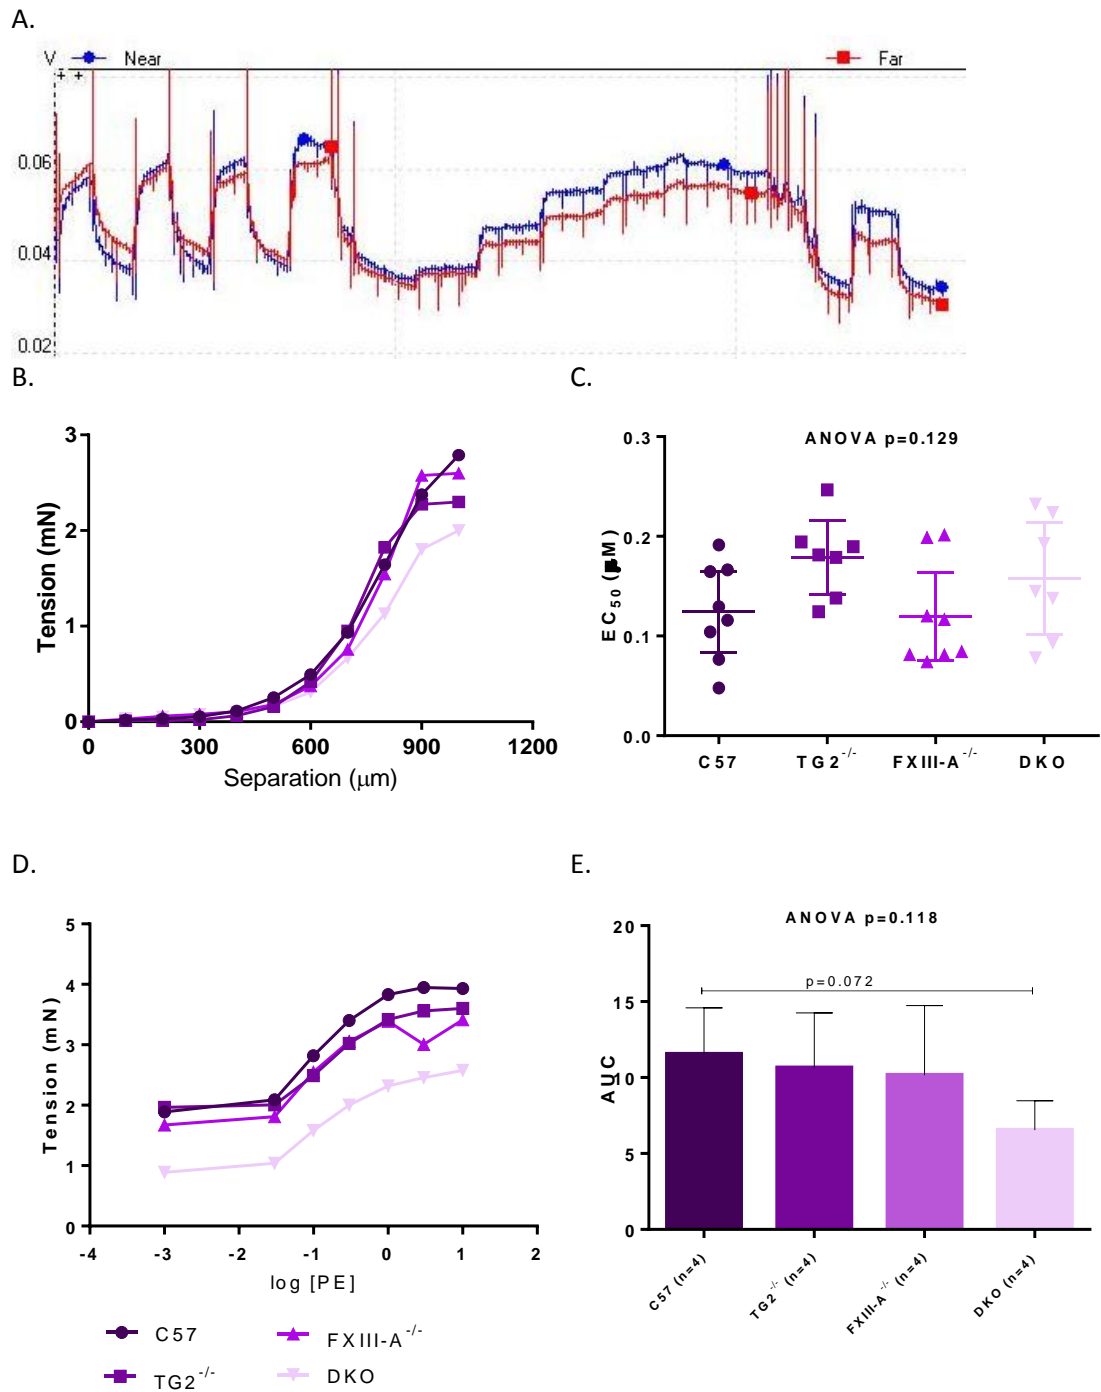 A.
V Near Far
+ +
0.06
0.04
0.02
B.
Tension (mN)
3
2
1
0
0 300 600 900 1200
Separation (μm)
C.
ANOVA p=0.129
EC50 (μM)
0.3
0.2
0.1
0.0
C57 TG2-/- FXIII-A-/- DKO
D.
Tension (mN)
5
4
3
2
1
0
-4 -3 -2 -1 0 1 2
log [PE]
C57
TG2-/-
FXIII-A-/-
DKO
E.
ANOVA p=0.118
p=0.072
AUC
20
15
10
5
0
C57 (n=4)
TG2-/- (n=4)
FXIII-A-/- (n=4)
DKO (n=4)